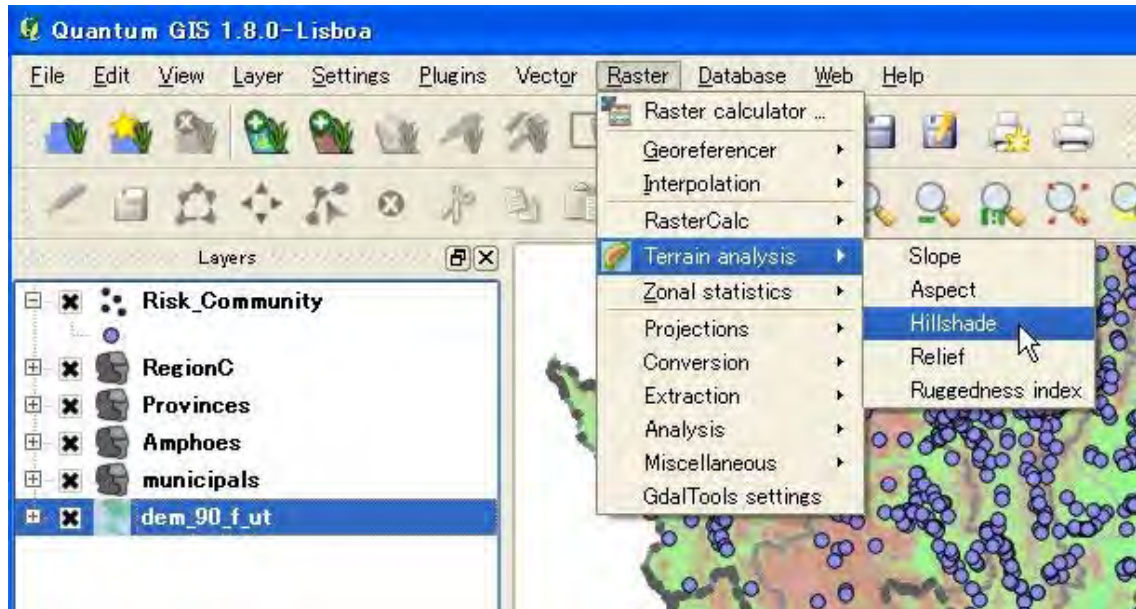 Quantum GIS 1.8.0-Lisboa
File Edit View Layer Settings Plugins Vector Raster Database Web Help
Raster calculator ...
Georeferencer
Interpolation
RasterCalc
Terrain analysis
Zonal statistics
Projections
Conversion
Extraction
Analysis
Miscellaneous
GdalTools settings
Slope
Aspect
Hillshade
Relief
Ruggedness index
Layers
Risk_Community
RegionC
Provinces
Amphoes
municipals
dem_90_f_ut